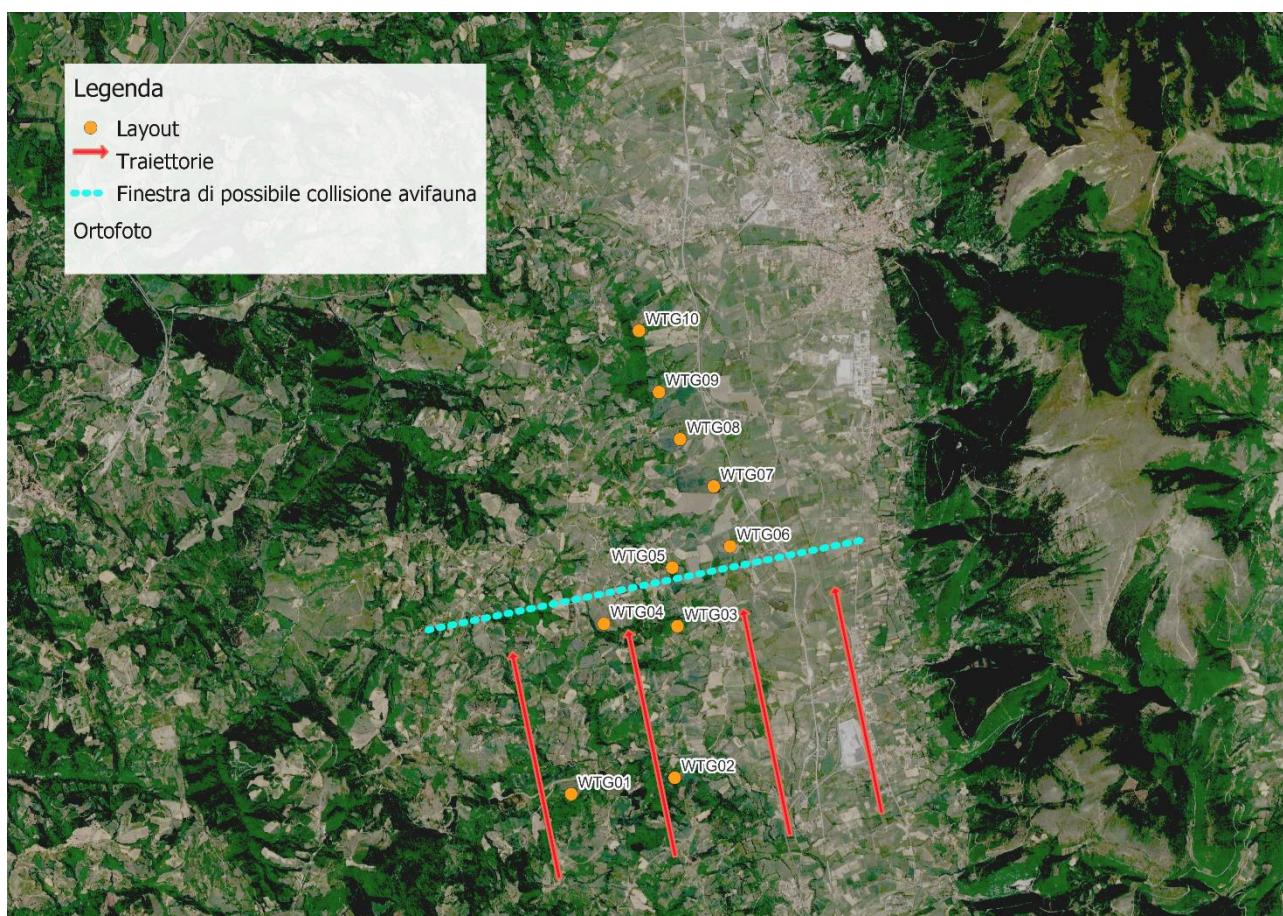 Legenda
Layout
Traiettorie
Finestra di possibile collisione avifauna
Ortofoto
WTG10
WTG09
WTG08
WTG07
WTG06
WTG05
WTG04
WTG03
WTG02
WTG01